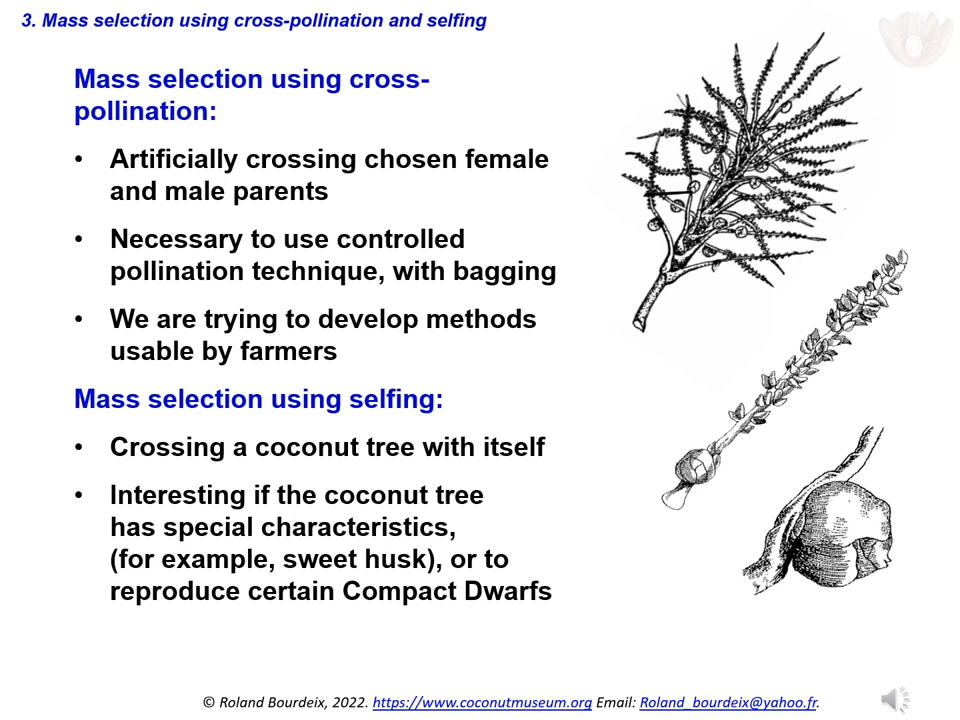 3. Mass selection using cross-pollination and selfing
Mass selection using cross-
pollination:
• Artificially crossing chosen female
and male parents
• Necessary to use controlled
pollination technique, with bagging
• We are trying to develop methods
usable by farmers
Mass selection using selfing:
• Crossing a coconut tree with itself
• Interesting if the coconut tree
has special characteristics,
(for example, sweet husk), or to
reproduce certain Compact Dwarfs
© Roland Bourdeix, 2022. https://www.coconutmuseum.org Email: Roland_bourdeix@yahoo.fr.